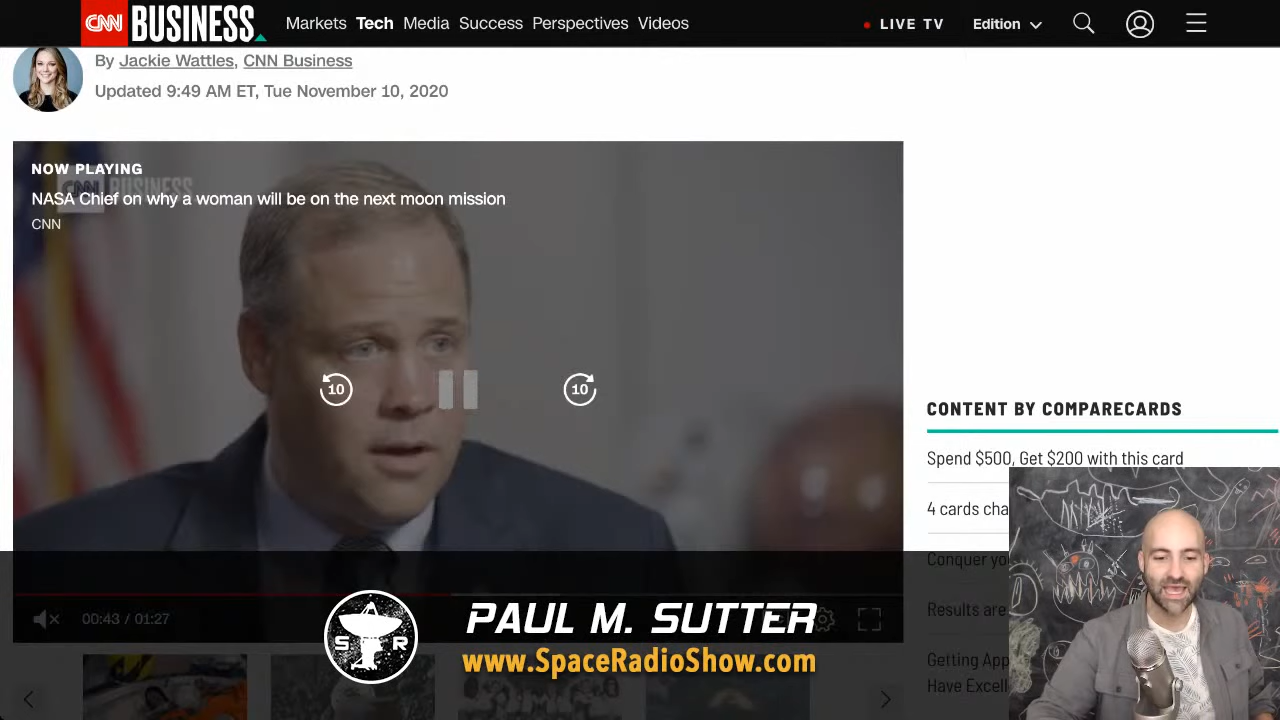 CNN BUSINESS
Markets Tech Media Success Perspectives Videos
LIVE TV
Edition
By Jackie Wattles, CNN Business
Updated 9:49 AM ET, Tue November 10, 2020
NOW PLAYING
CNN BUSINESS
NASA Chief on why a woman will be on the next moon mission
CNN
10
10
CONTENT BY COMPARECARDS
Spend $500, Get $200 with this card
4 cards cha
Conquer yo
Results are
Getting App
Have Excell
00:43 / 01:27
S R
PAUL M. SUTTER
www.SpaceRadioShow.com